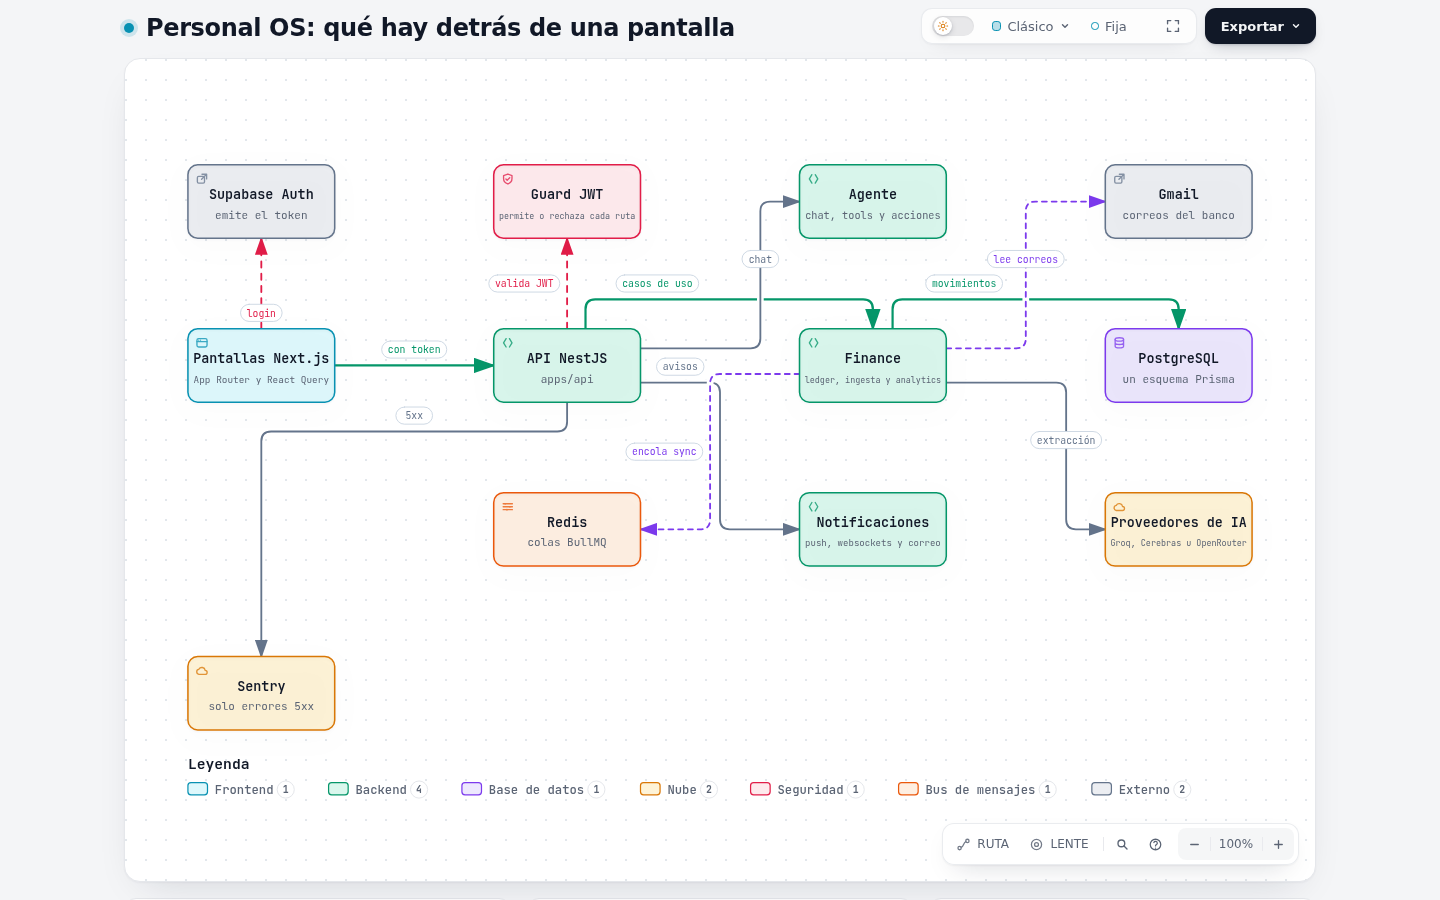 Personal OS: qué hay detrás de una pantalla
Clásico
Fija
Exportar
Supabase Auth
emite el token
Guard JWT
permite o rechaza cada ruta
Agente
chat, tools y acciones
Gmail
correos del banco
chat
lee correos
valida JWT
casos de uso
movimientos
login
Pantallas Next.js
App Router y React Query
con token
API NestJS
apps/api
avisos
Finance
ledger, ingesta y analytics
PostgreSQL
un esquema Prisma
5xx
encola sync
extracción
Redis
colas BullMQ
Notificaciones
push, websockets y correo
Proveedores de IA
Groq, Cerebras u OpenRouter
Sentry
solo errores 5xx
Leyenda
Frontend 1
Backend 4
Base de datos 1
Nube 2
Seguridad 1
Bus de mensajes 1
Externo 2
RUTA
LENTE
100%